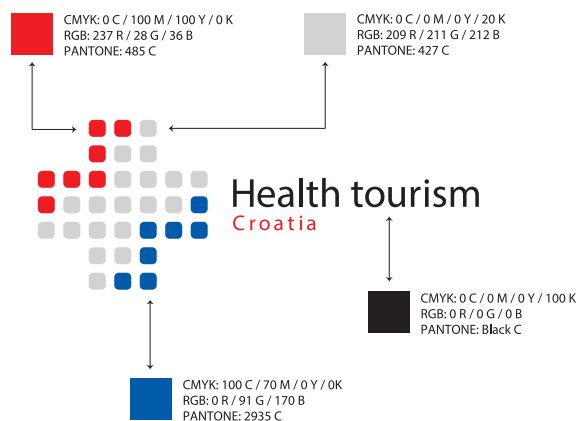 CMYK: 0 C / 100 M / 100 Y / 0 K
RGB: 237 R / 28 G / 36 B
PANTONE: 485 C
CMYK: 0 C / 0 M / 0 Y / 20 K
RGB: 209 R / 211 G / 212 B
PANTONE: 427 C
Health tourism
Croatia
CMYK: 0 C / 0 M / 0 Y / 100 K
RGB: 0 R / 0 G / 0 B
PANTONE: Black C
CMYK: 100 C / 70 M / 0 Y / 0K
RGB: 0 R / 91 G / 170 B
PANTONE: 2935 C